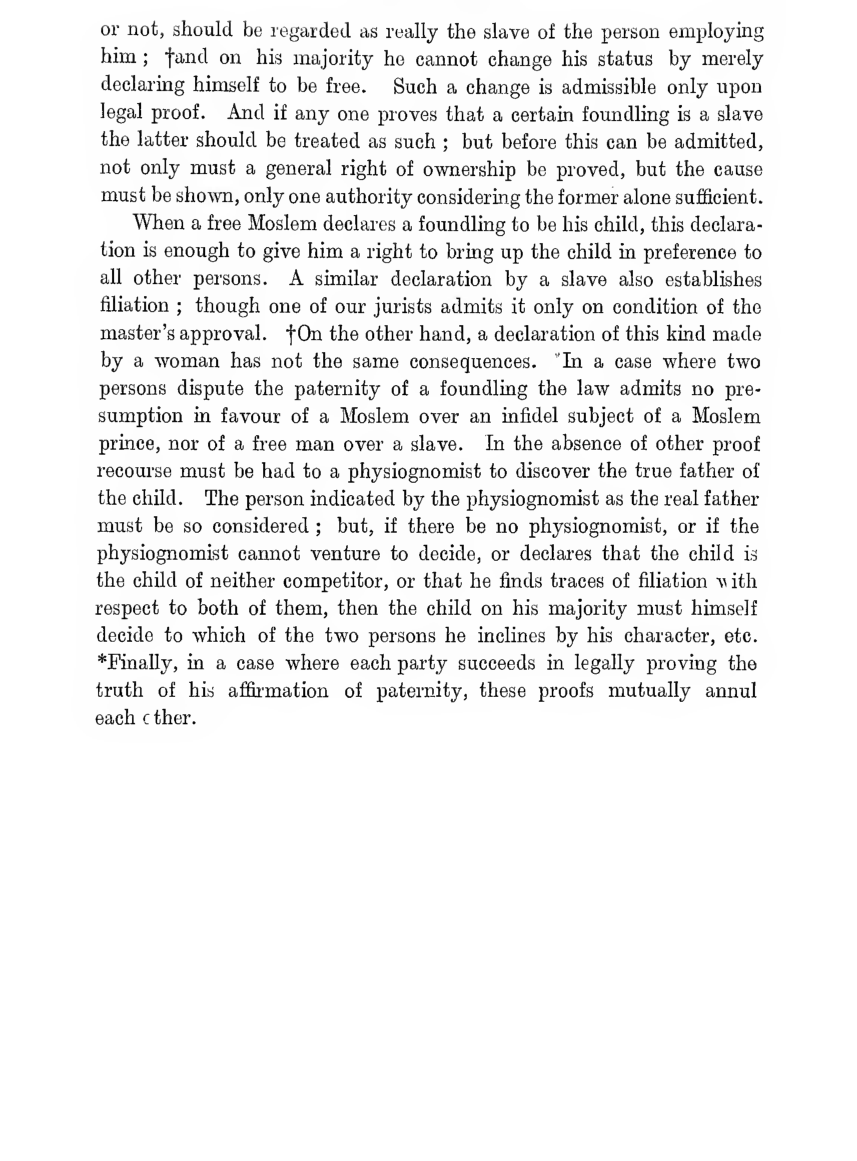 or not, should be regarded as really the slave of the person employing
him ; †and on his majority he cannot change his status by merely
declaring himself to be free. Such a change is admissible only upon
legal proof. And if any one proves that a certain foundling is a slave
the latter should be treated as such ; but before this can be admitted,
not only must a general right of ownership be proved, but the cause
must be shown, only one authority considering the former alone sufficient.
When a free Moslem declares a foundling to be his child, this declara-
tion is enough to give him a right to bring up the child in preference to
all other persons. A similar declaration by a slave also establishes
filiation ; though one of our jurists admits it only on condition of the
master's approval. †On the other hand, a declaration of this kind made
by a woman has not the same consequences. *In a case where two
persons dispute the paternity of a foundling the law admits no pre-
sumption in favour of a Moslem over an infidel subject of a Moslem
prince, nor of a free man over a slave. In the absence of other proof
recourse must be had to a physiognomist to discover the true father of
the child. The person indicated by the physiognomist as the real father
must be so considered ; but, if there be no physiognomist, or if the
physiognomist cannot venture to decide, or declares that the child is
the child of neither competitor, or that he finds traces of filiation with
respect to both of them, then the child on his majority must himself
decide to which of the two persons he inclines by his character, etc.
*Finally, in a case where each party succeeds in legally proving the
truth of his affirmation of paternity, these proofs mutually annul
each other.